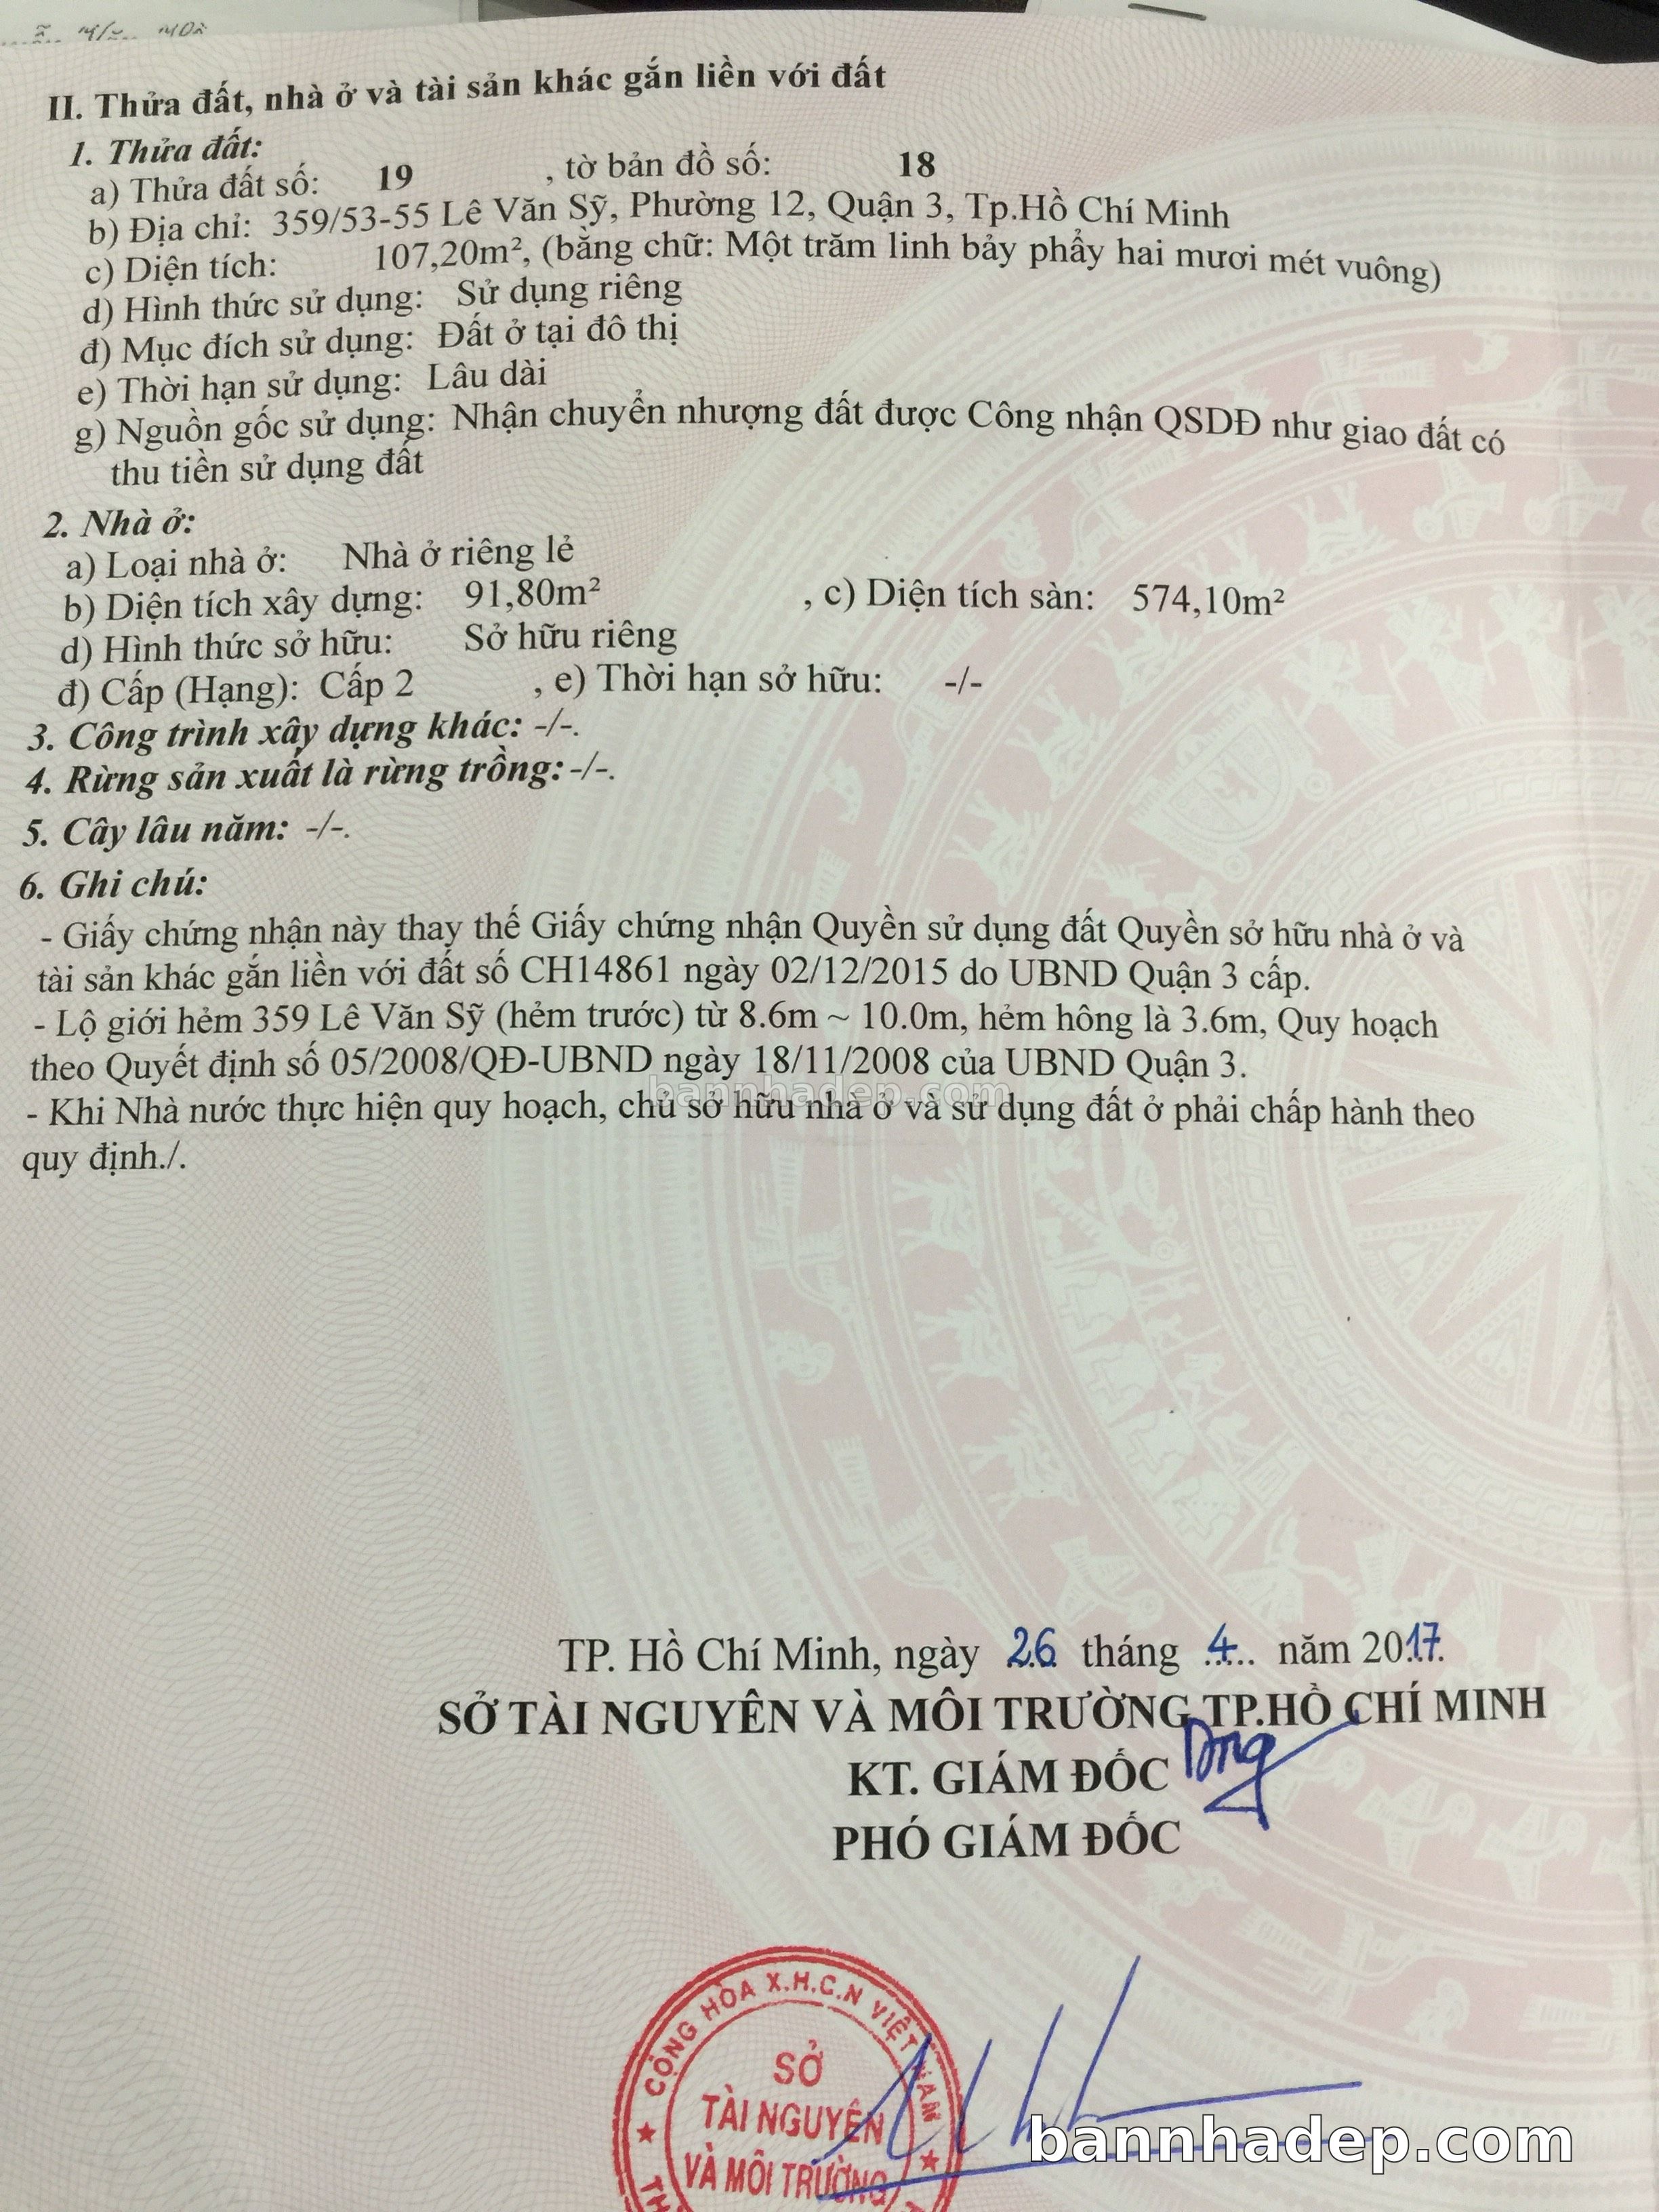 II. Thửa đất, nhà ở và tài sản khác gắn liền với đất
1. Thửa đất:
a) Thửa đất số: 19 , tờ bản đồ số: 18
b) Địa chỉ: 359/53-55 Lê Văn Sỹ, Phường 12, Quận 3, Tp.Hồ Chí Minh
c) Diện tích: 107,20m², (bằng chữ: Một trăm linh bảy phẩy hai mươi mét vuông)
d) Hình thức sử dụng: Sử dụng riêng
đ) Mục đích sử dụng: Đất ở tại đô thị
e) Thời hạn sử dụng: Lâu dài
g) Nguồn gốc sử dụng: Nhận chuyển nhượng đất được Công nhận QSDĐ như giao đất có
thu tiền sử dụng đất
2. Nhà ở:
a) Loại nhà ở: Nhà ở riêng lẻ
b) Diện tích xây dựng: 91,80m² , c) Diện tích sàn: 574,10m²
d) Hình thức sở hữu: Sở hữu riêng
đ) Cấp (Hạng): Cấp 2 , e) Thời hạn sở hữu: -/-
3. Công trình xây dựng khác: -/-.
4. Rừng sản xuất là rừng trồng: -/-.
5. Cây lâu năm: -/-.
6. Ghi chú:
- Giấy chứng nhận này thay thế Giấy chứng nhận Quyền sử dụng đất Quyền sở hữu nhà ở và
tài sản khác gắn liền với đất số CH14861 ngày 02/12/2015 do UBND Quận 3 cấp.
- Lộ giới hẻm 359 Lê Văn Sỹ (hẻm trước) từ 8.6m ~ 10.0m, hẻm hông là 3.6m, Quy hoạch
theo Quyết định số 05/2008/QĐ-UBND ngày 18/11/2008 của UBND Quận 3.
bannhadep.com
- Khi Nhà nước thực hiện quy hoạch, chủ sở hữu nhà ở và sử dụng đất ở phải chấp hành theo
quy định./.
TP. Hồ Chí Minh, ngày 26 tháng 4 năm 2017
SỞ TÀI NGUYÊN VÀ MÔI TRƯỜNG TP.HỒ CHÍ MINH
KT. GIÁM ĐỐC
PHÓ GIÁM ĐỐC
CỘNG HÒA X.H.C.N VIỆT NAM
SỞ
TÀI NGUYÊN
VÀ MÔI TRƯỜNG
bannhadep.com